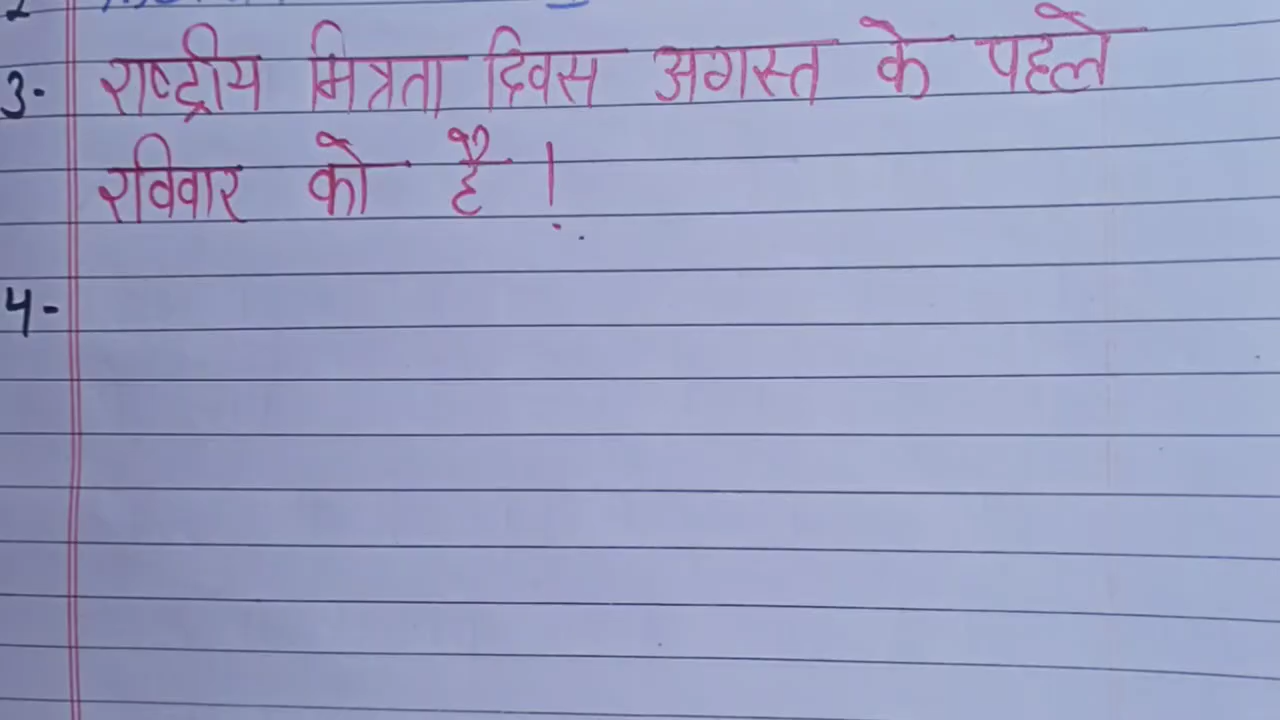 3- राष्ट्रीय मित्रता दिवस अगस्त के पहले
रविवार को है।
4-